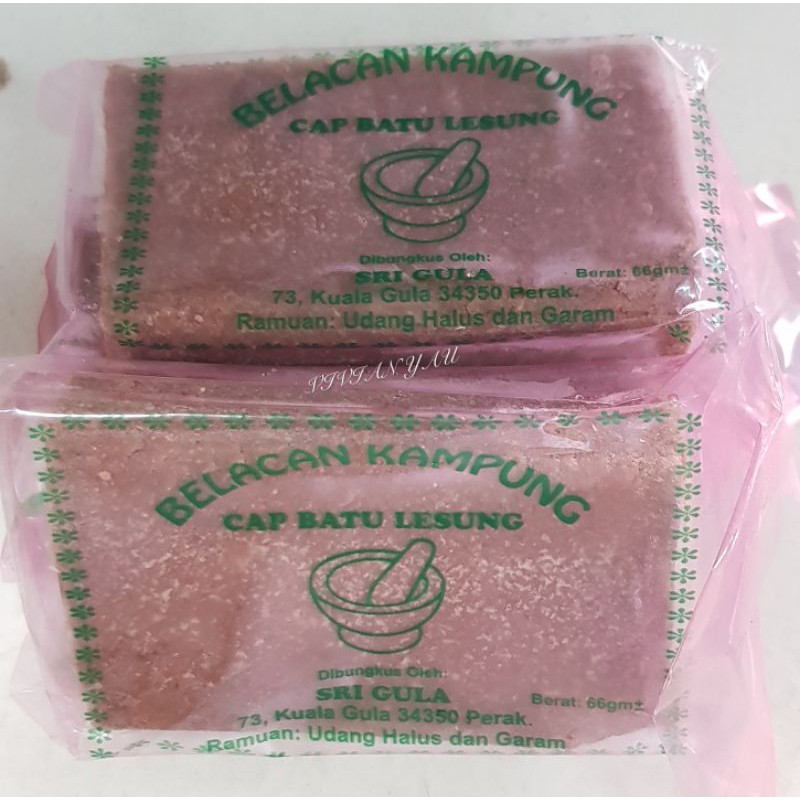 BELACAN KAMPUNG
CAP BATU LESUNG
Dibungkus Oleh:
SRI GULA
Berat: 66gm±
73, Kuala Gula 34350 Perak.
Ramuan: Udang Halus dan Garam
VIVIAN YAU
BELACAN KAMPUNG
CAP BATU LESUNG
Dibungkus Oleh:
SRI GULA
Berat: 66gm±
73, Kuala Gula 34350 Perak.
Ramuan: Udang Halus dan Garam